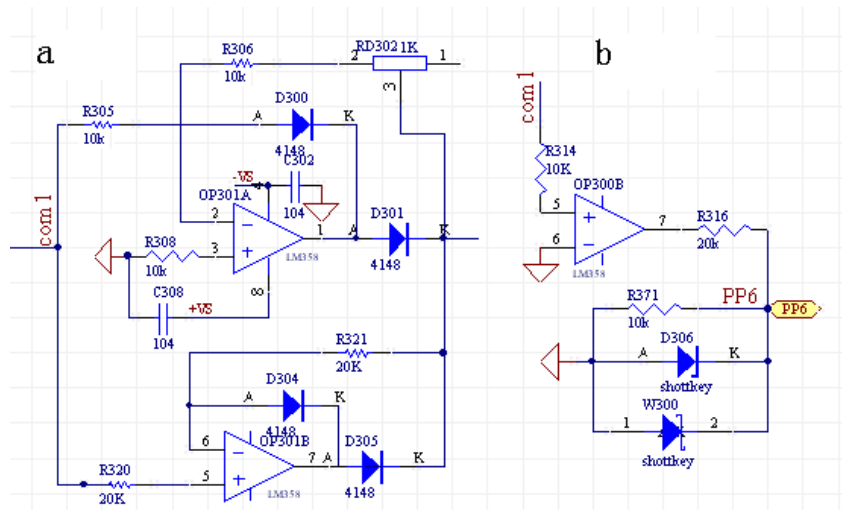 a
R306
10k
2
RD302 1K
1
3
D300
A
K
4148
R305
10k
com1
-VS
4
C302
104
OP301A
2
3
1
8
LM358
R308
10k
C308
104
+VS
D301
A
K
4148
R321
20K
D304
A
K
4148
OP301B
6
5
7
A
LM358
D305
K
4148
R320
20K
b
com1
R314
10K
OP300B
5
6
7
LM358
R316
20k
PP6
PP6
R371
10k
D306
A
K
shottkey
W300
1
2
shottkey